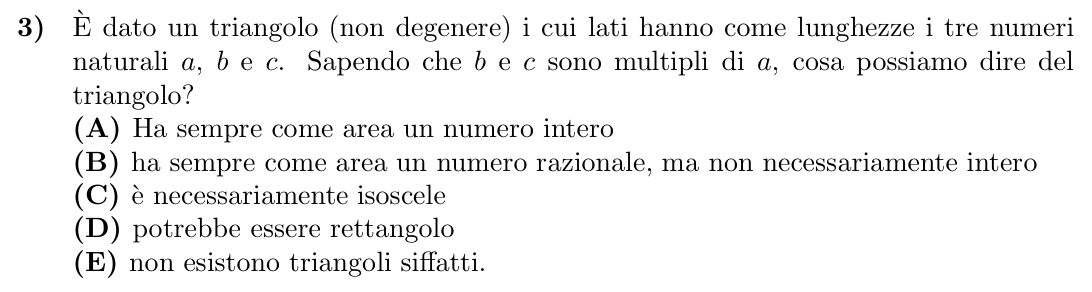 3) È dato un triangolo (non degenere) i cui lati hanno come lunghezze i tre numeri
naturali a, b e c. Sapendo che b e c sono multipli di a, cosa possiamo dire del
triangolo?
(A) Ha sempre come area un numero intero
(B) ha sempre come area un numero razionale, ma non necessariamente intero
(C) è necessariamente isoscele
(D) potrebbe essere rettangolo
(E) non esistono triangoli siffatti.